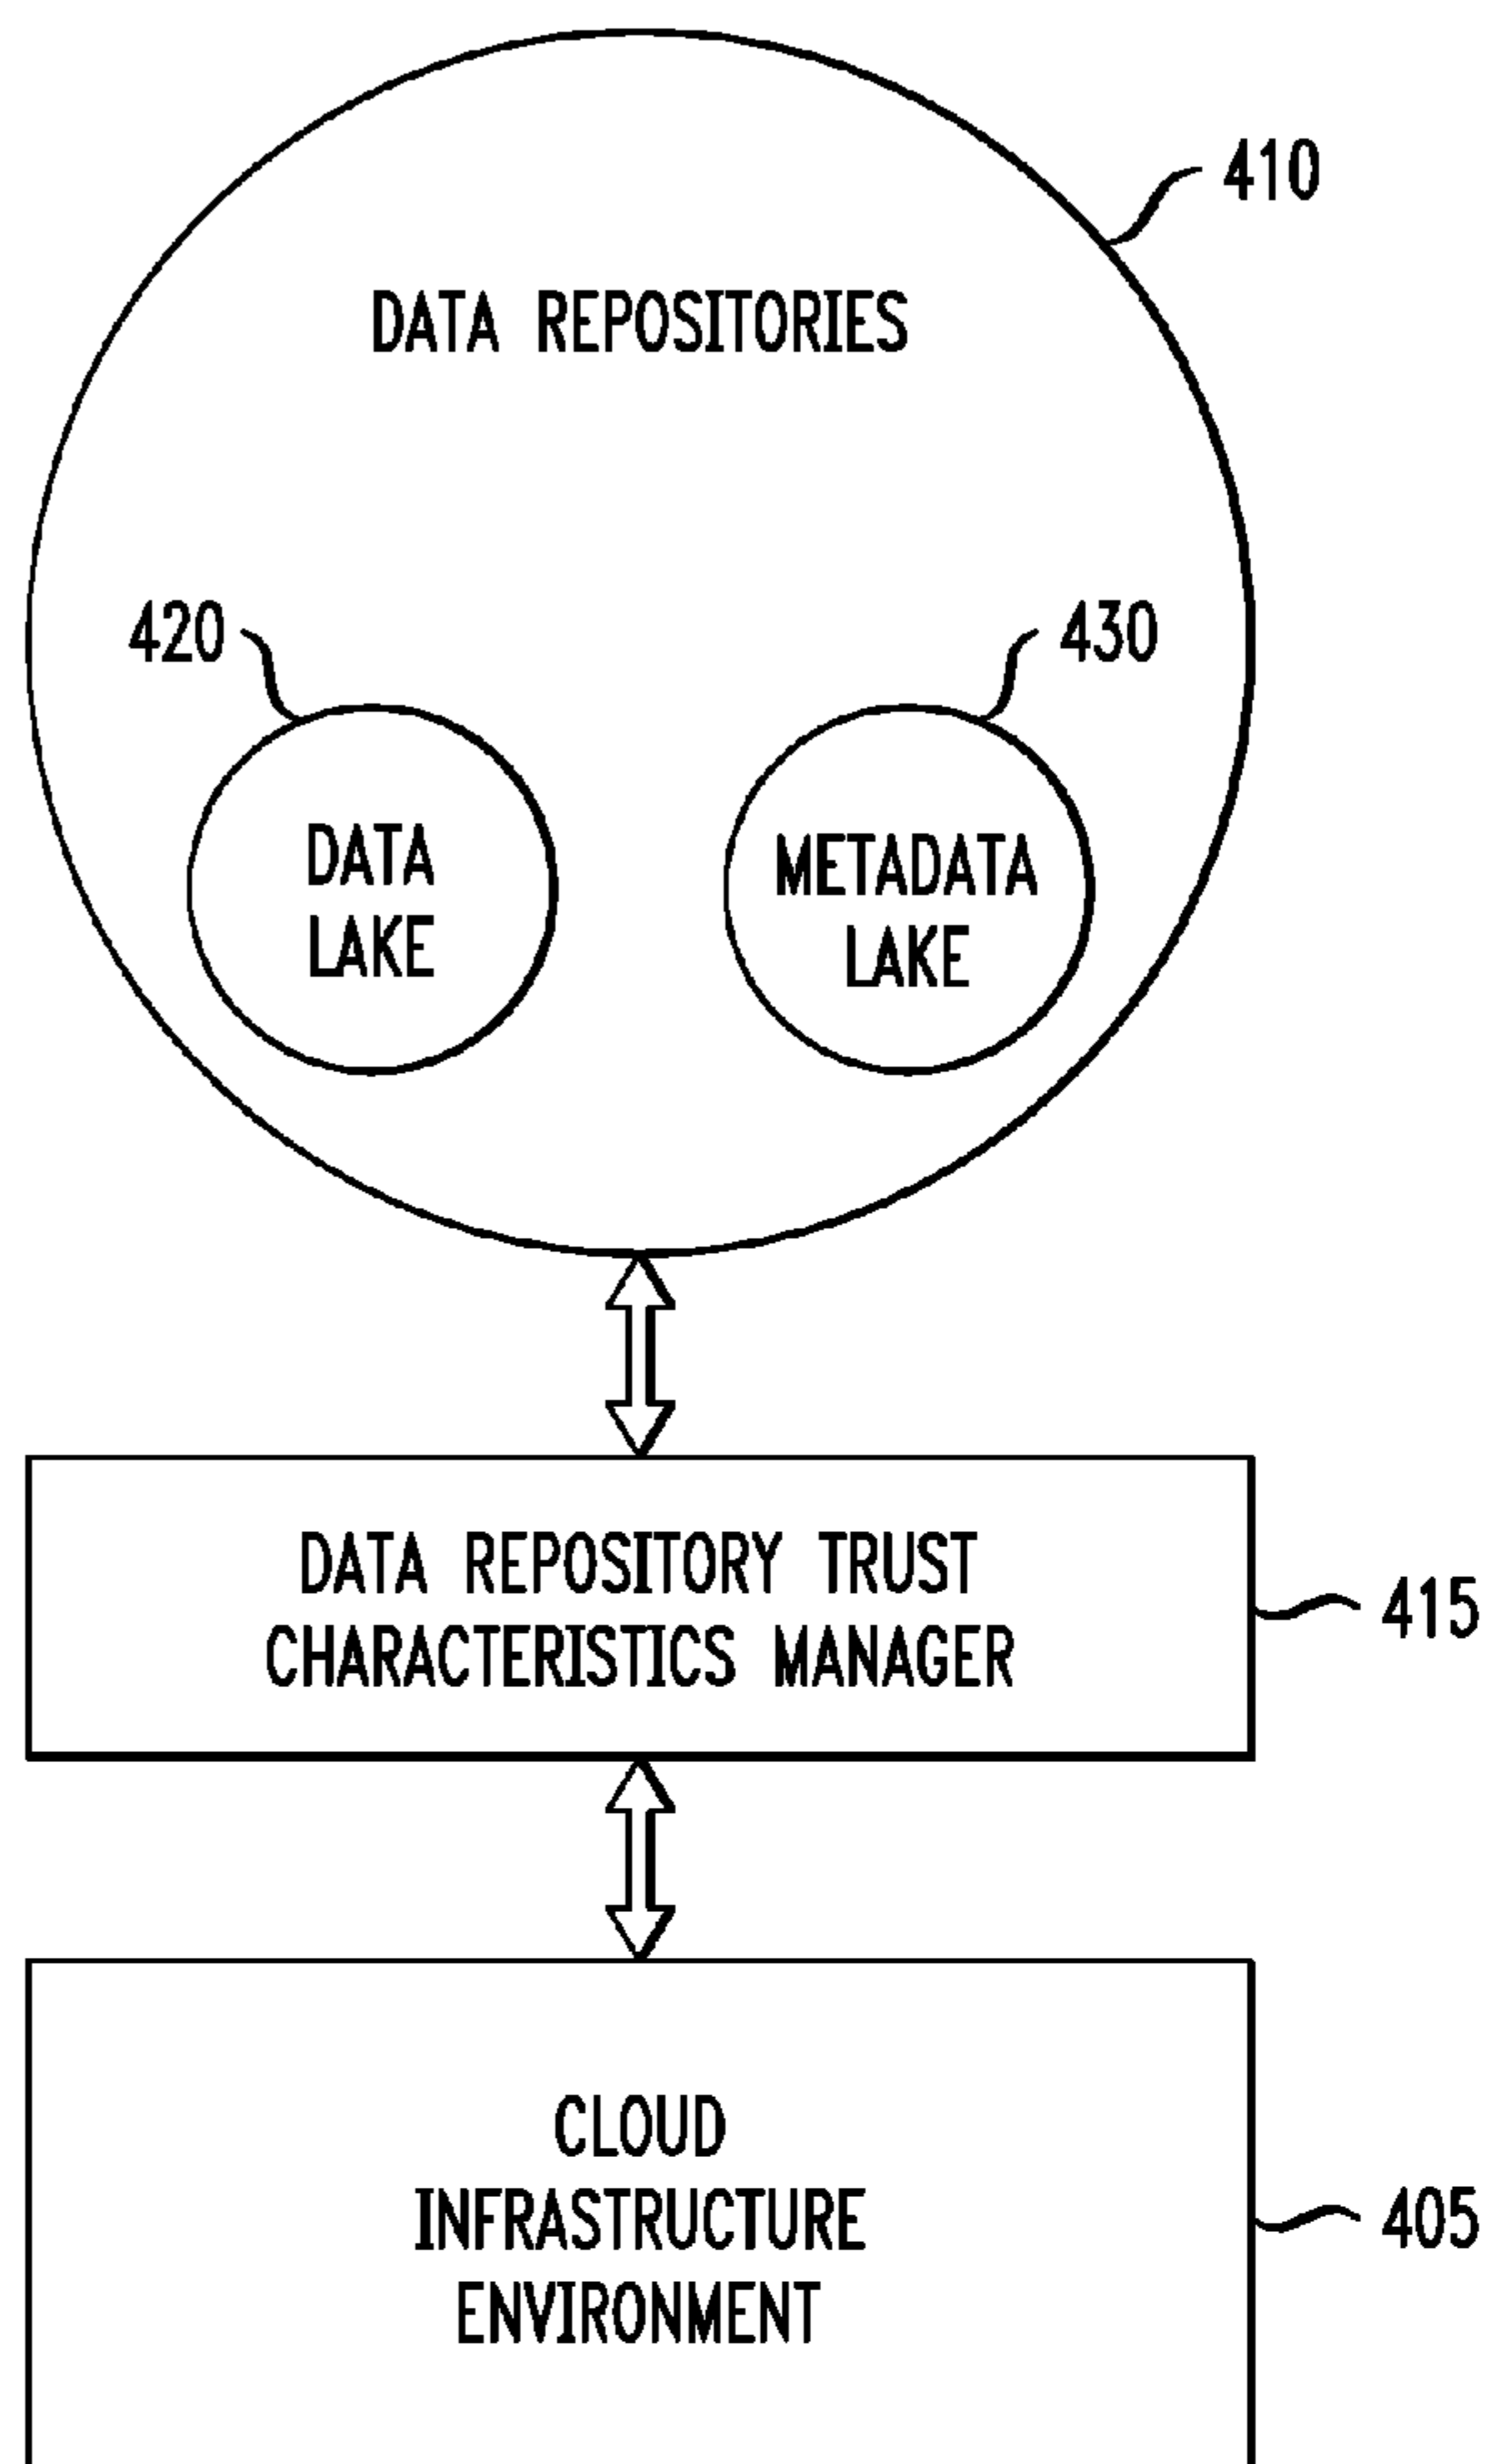 410
DATA REPOSITORIES
420
430
DATA
LAKE
METADATA
LAKE
DATA REPOSITORY TRUST
CHARACTERISTICS MANAGER
415
CLOUD
INFRASTRUCTURE
ENVIRONMENT
405